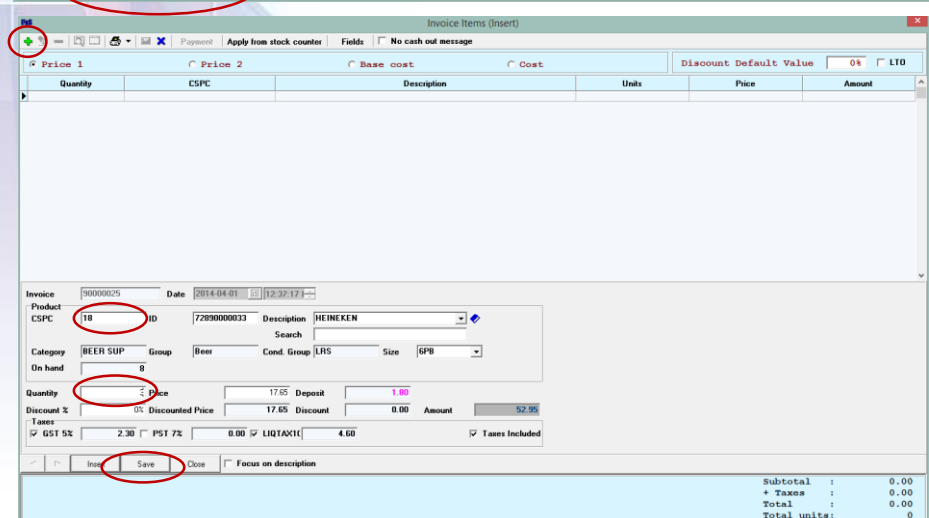 Invoice Items (Insert)
Payment Apply from stock counter Fields No cash out message
Price 1 Price 2 Base cost Cost Discount Default Value 0% LTO
Quantity CSPC Description Units Price Amount
Invoice 90000025 Date 2014-04-01 12:37:17
Product
CSPC 18 ID 72890000033 Description HEINEKEN
Search
Category BEER SUP Group Beer Cond. Group LRS Size 6PB
On hand 8
Quantity Price 17.65 Deposit 1.80
Discount % 0% Discounted Price 17.65 Discount 0.00 Amount 52.95
Taxes
GST 5% 2.30 PST 7% 0.00 LIQTAX1( 4.60 Taxes Included
Insert Save Close Focus on description
Subtotal : 0.00
+ Taxes : 0.00
Total : 0.00
Total units: 0